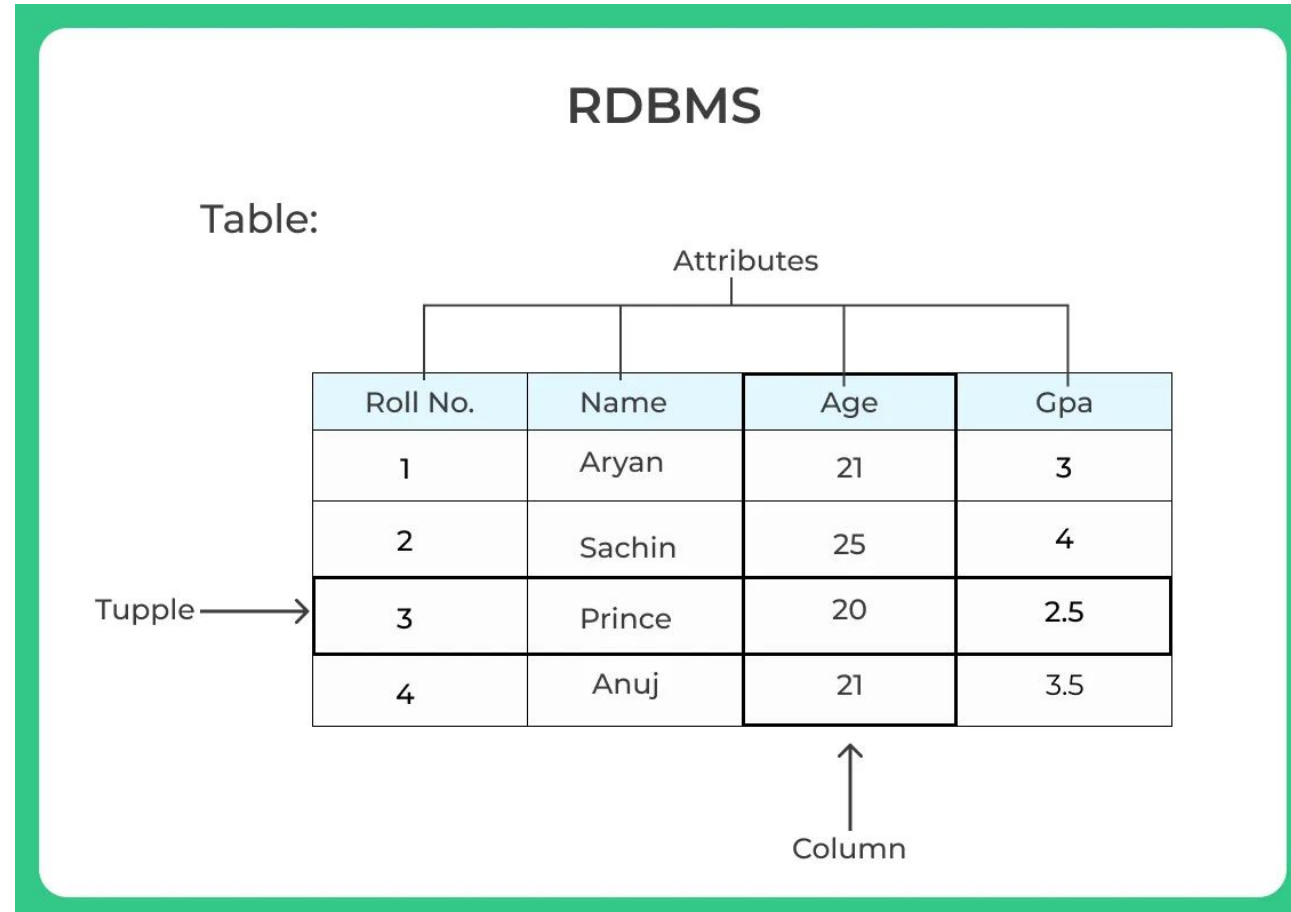 RDBMS
Table:
Attributes
Roll No. Name Age Gpa
1 Aryan 21 3
2 Sachin 25 4
Tupple 3 Prince 20 2.5
4 Anuj 21 3.5
Column